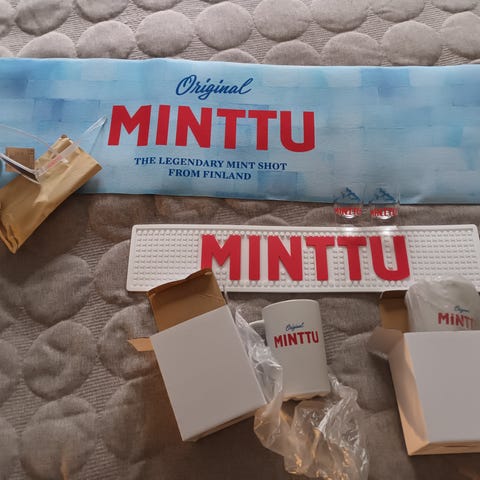 Original
MINTTU
THE LEGENDARY MINT SHOT
FROM FINLAND
MINTTU
Original
MINTTU
Original
MINTTU